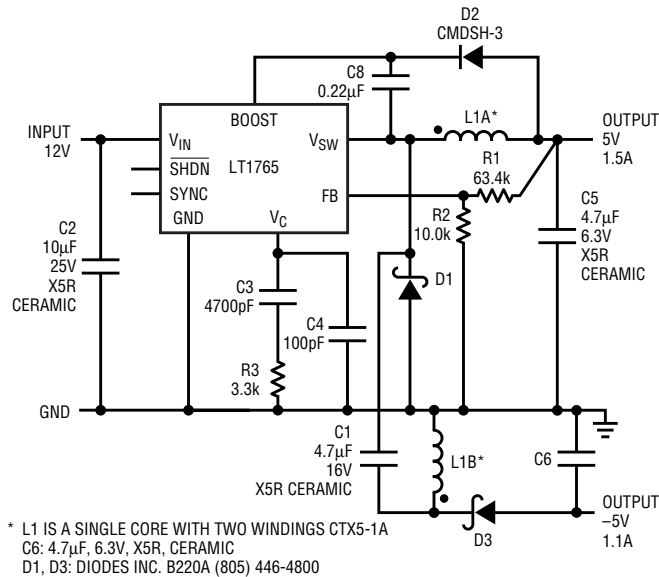 D2
CMDSH-3
C8
0.22µF
BOOST
L1A*
INPUT
12V
VIN
VSW
OUTPUT
5V
1.5A
SHDN
LT1765
R1
63.4k
SYNC
FB
GND
VC
R2
10.0k
C5
4.7µF
6.3V
X5R
CERAMIC
C2
10µF
25V
X5R
CERAMIC
D1
C3
4700pF
C4
100pF
R3
3.3k
GND
C1
4.7µF
16V
X5R CERAMIC
L1B*
C6
D3
OUTPUT
–5V
1.1A
* L1 IS A SINGLE CORE WITH TWO WINDINGS CTX5-1A
C6: 4.7µF, 6.3V, X5R, CERAMIC
D1, D3: DIODES INC. B220A (805) 446-4800